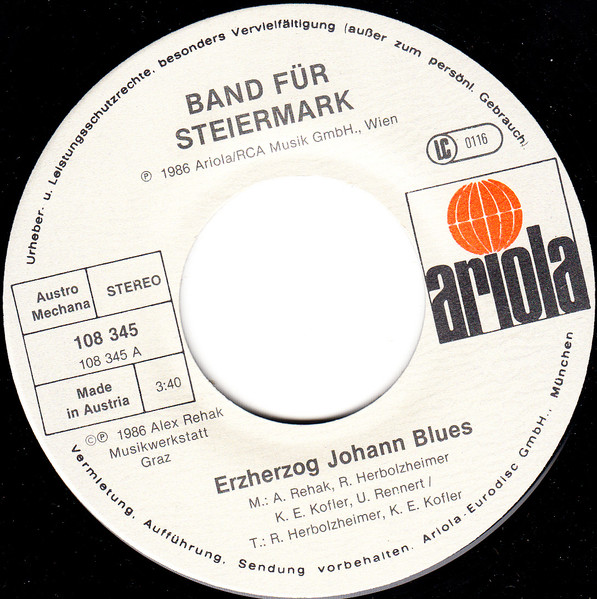 Urheber- u. Leistungsschutzrechte, besonders Vervielfältigung (außer zum persönl. Gebrauch),
BAND FÜR
STEIERMARK
℗ 1986 Ariola/RCA Musik GmbH., Wien
LC 0116
ariola
Austro
Mechana
STEREO
108 345
108 345 A
Made
in Austria
3:40
©℗ 1986 Alex Rehak
Musikwerkstatt
Graz
Erzherzog Johann Blues
M.: A. Rehak, R. Herbolzheimer
K. E. Kofler, U. Rennert /
T.: R. Herbolzheimer, K. E. Kofler
Vermietung, Aufführung, Sendung vorbehalten. Ariola-Eurodisc GmbH., München